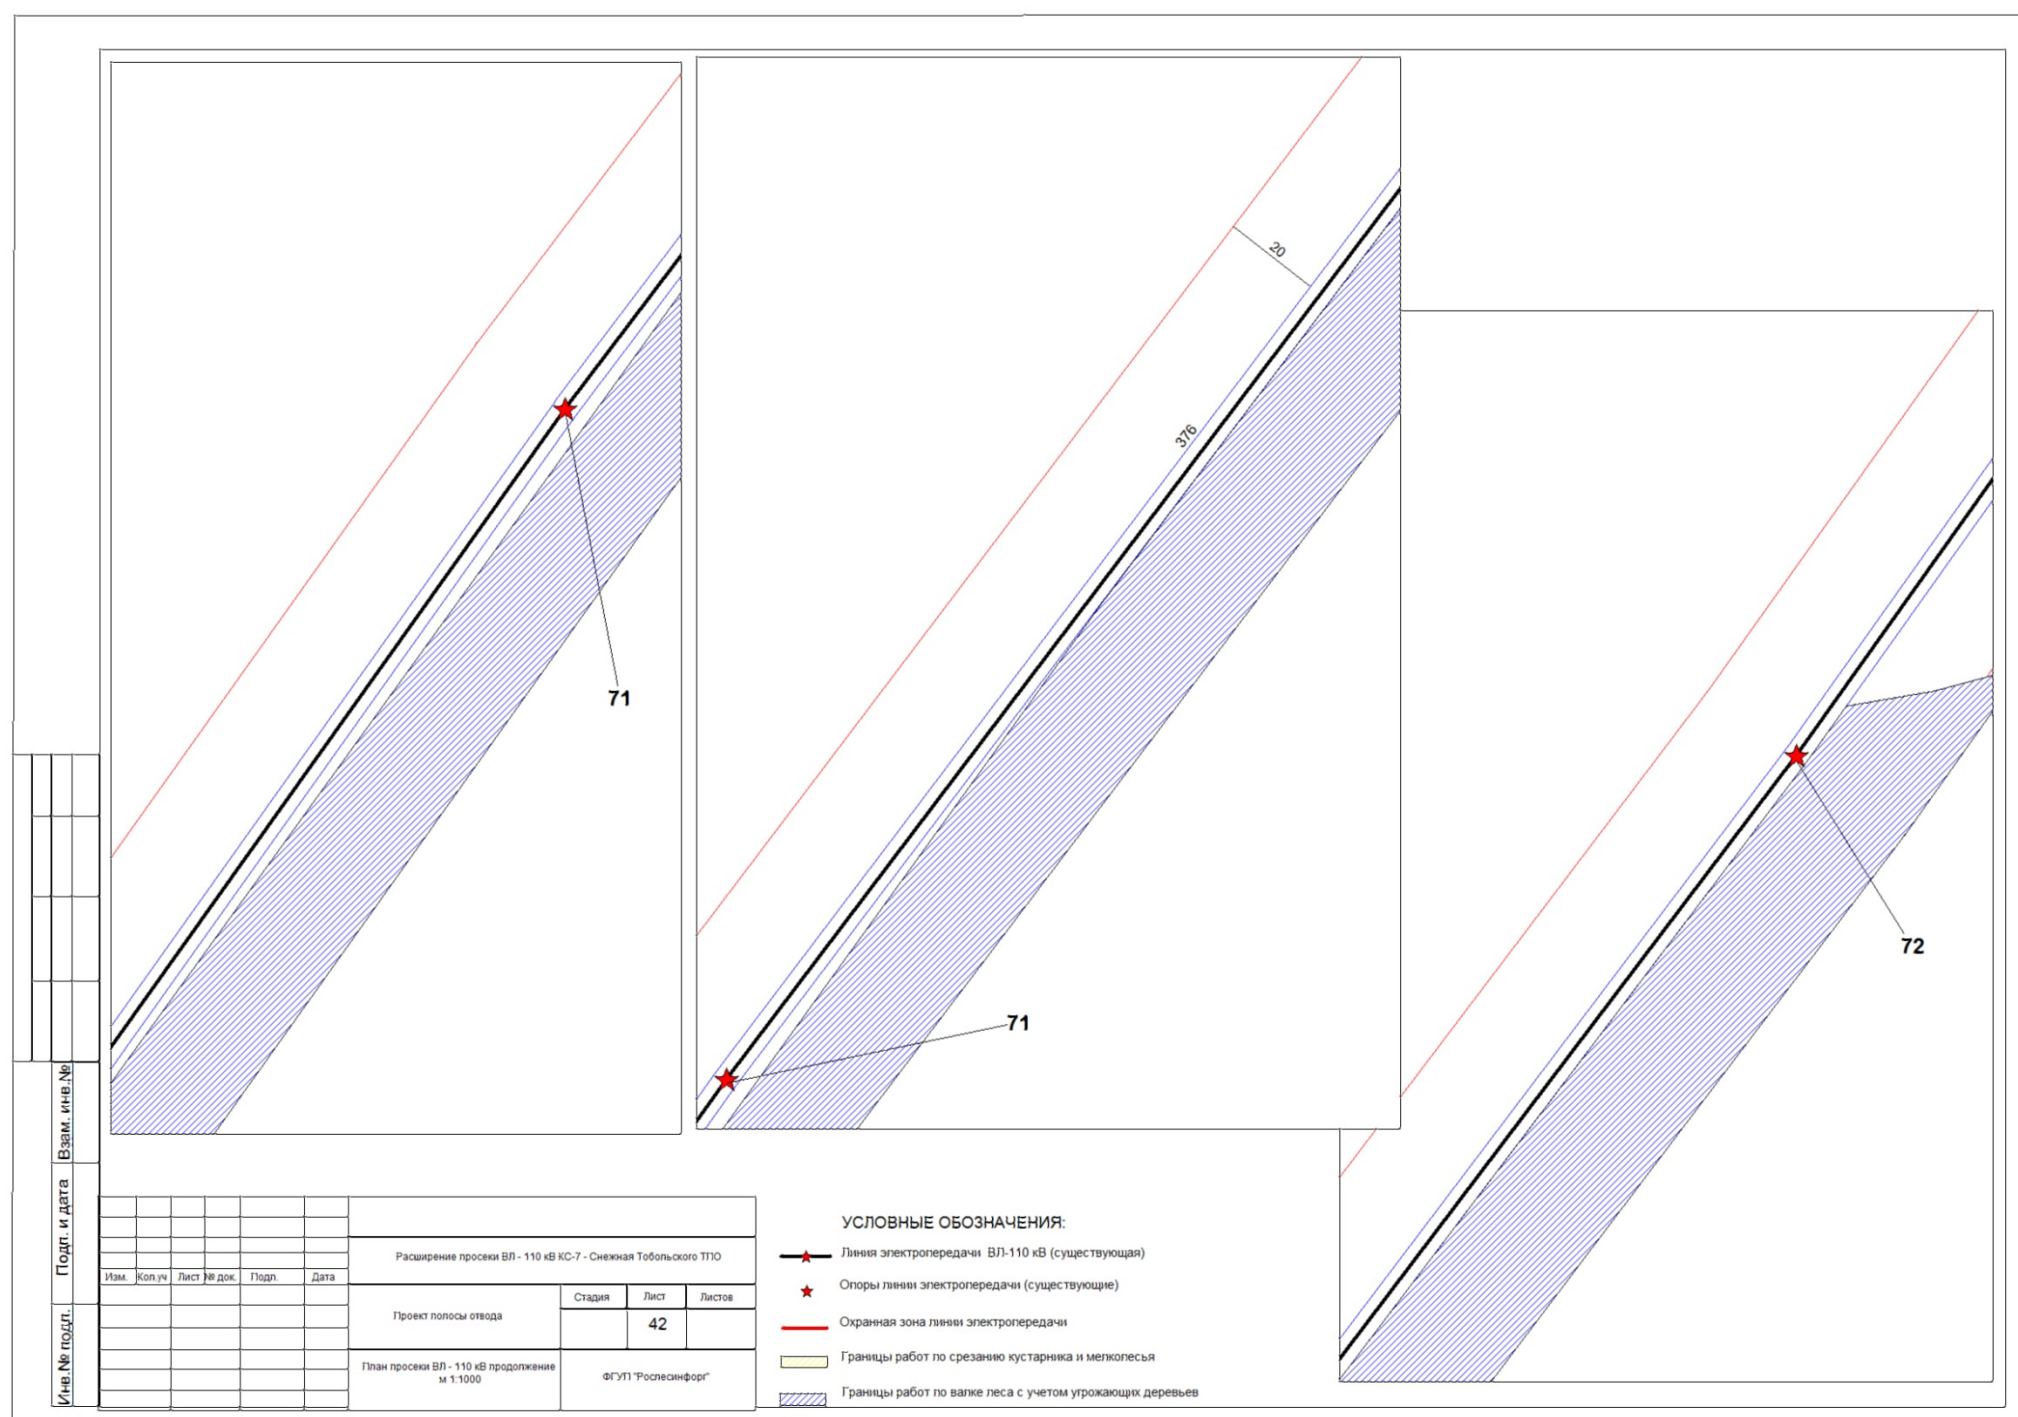 20
376
71
71
72
Взам. инв.№
Подп. и дата
Инв.№ подл.
Изм.
Кол.уч
Лист
№ док.
Подп.
Дата
Расширение просеки ВЛ - 110 кВ КС-7 - Снежная Тобольского ТПО
Проект полосы отвода
Стадия
Лист
Листов
42
План просеки ВЛ - 110 кВ продолжение
м 1:1000
ФГУП "Рослесинфорг"
УСЛОВНЫЕ ОБОЗНАЧЕНИЯ:
Линия электропередачи ВЛ-110 кВ (существующая)
Опоры линии электропередачи (существующие)
Охранная зона линии электропередачи
Границы работ по срезанию кустарника и мелколесья
Границы работ по валке леса с учетом угрожающих деревьев